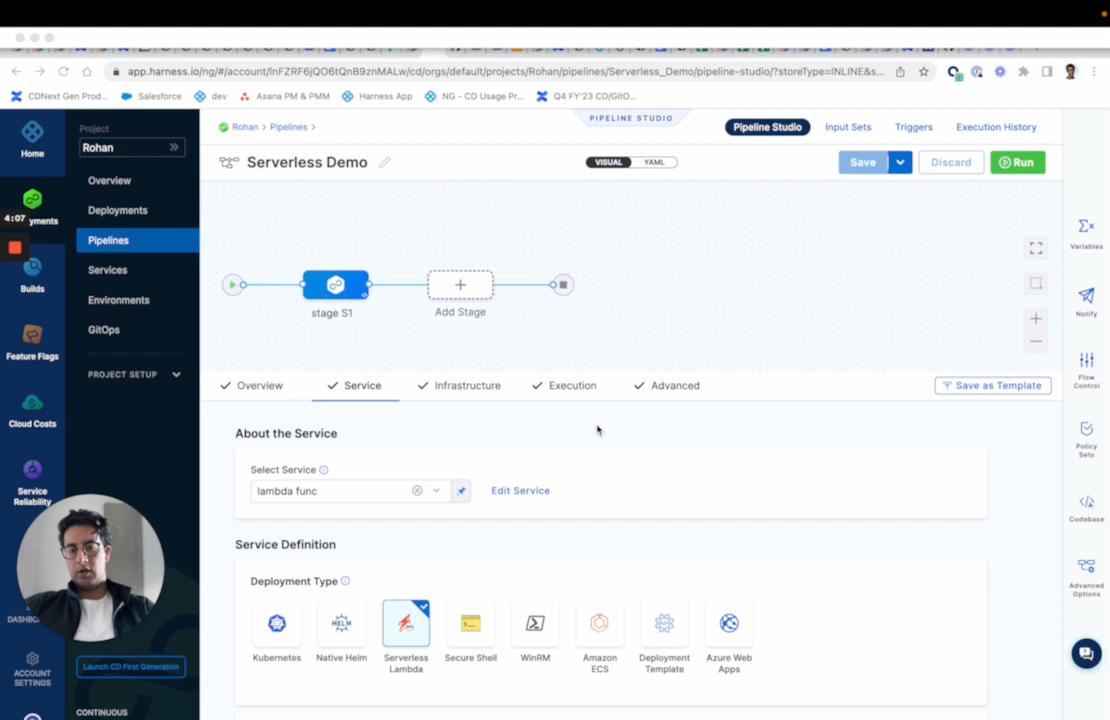 app.harness.io/ng/#/account/lnFZRF6jQO6tQnB9znMALw/cd/orgs/default/projects/Rohan/pipelines/Serverless_Demo/pipeline-studio/?storeType=INLINE&s...
CDNext Gen Prod...
Salesforce
dev
Asana PM & PMM
Harness App
NG - CD Usage Pr...
Q4 FY'23 CD/GitO...
Home
4:07
yments
Builds
Feature Flags
Cloud Costs
Service
Reliability
DASHBO
ACCOUNT
SETTINGS
Project
Rohan
Overview
Deployments
Pipelines
Services
Environments
GitOps
PROJECT SETUP
Launch CD First Generation
CONTINUOUS
Rohan > Pipelines >
PIPELINE STUDIO
Pipeline Studio
Input Sets
Triggers
Execution History
Serverless Demo
VISUAL
YAML
Save
Discard
Run
stage S1
Add Stage
Overview
Service
Infrastructure
Execution
Advanced
Save as Template
About the Service
Select Service
lambda func
Edit Service
Service Definition
Deployment Type
Kubernetes
Native Helm
Serverless
Lambda
Secure Shell
WinRM
Amazon
ECS
Deployment
Template
Azure Web
Apps
Variables
Notify
Flow
Control
Policy
Sets
Codebase
Advanced
Options